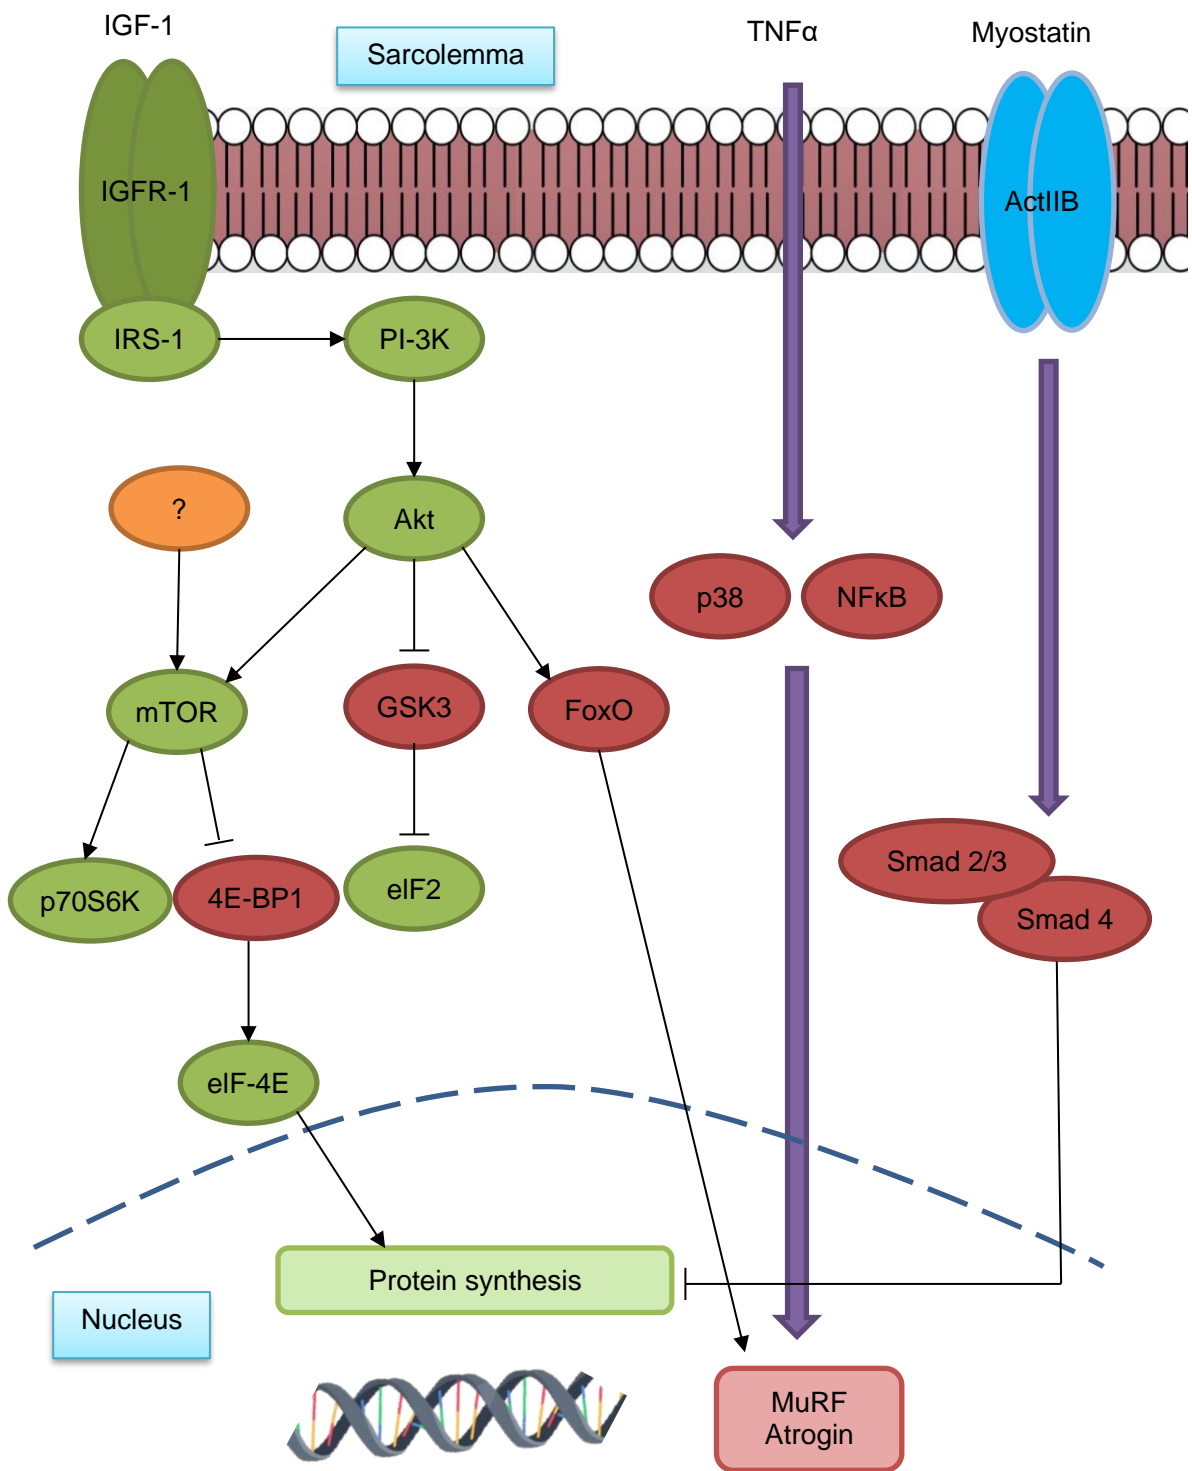 IGF-1
Sarcolemma
TNFα
Myostatin
IGFR-1
ActIIB
IRS-1
PI-3K
?
Akt
p38
NFκB
mTOR
GSK3
FoxO
p70S6K
4E-BP1
eIF2
Smad 2/3
Smad 4
eIF-4E
Protein synthesis
Nucleus
MuRF
Atrogin